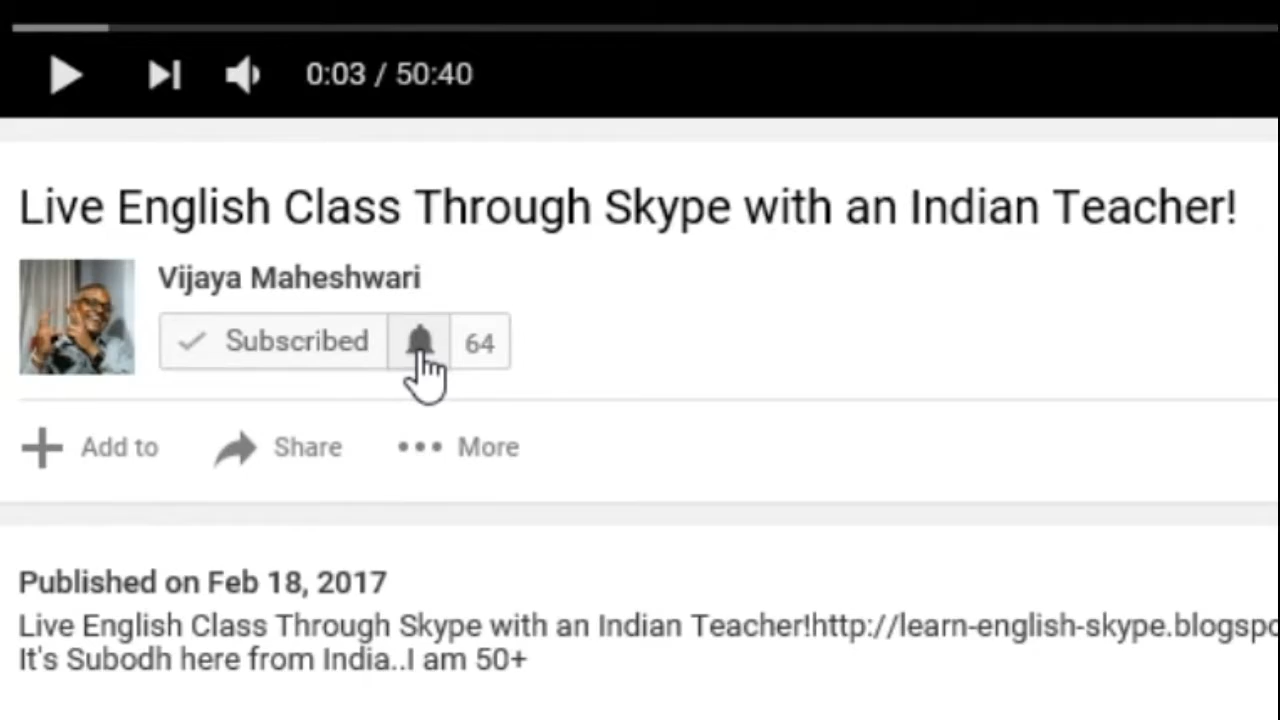 0:03 / 50:40
Live English Class Through Skype with an Indian Teacher!
Vijaya Maheshwari
Subscribed 64
Add to Share More
Published on Feb 18, 2017
Live English Class Through Skype with an Indian Teacher!http://learn-english-skype.blogspo
It's Subodh here from India..I am 50+